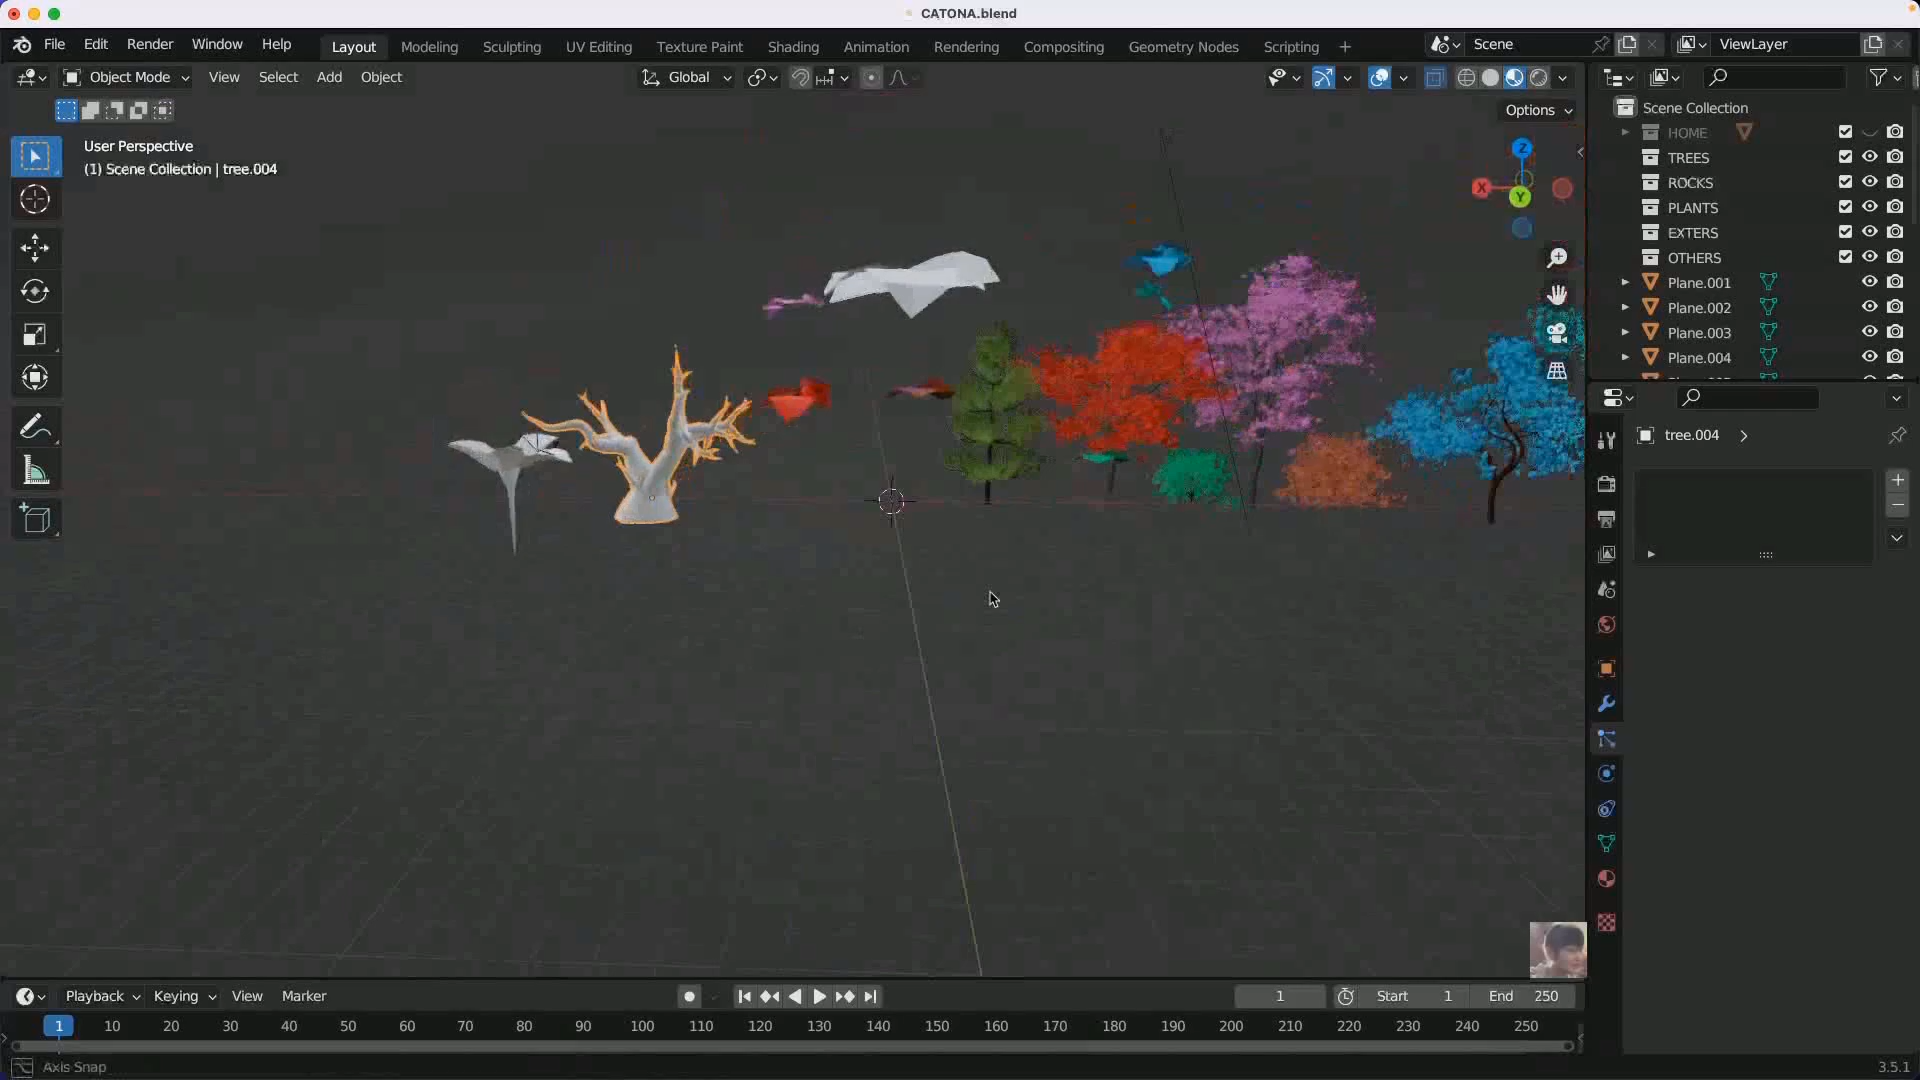 CATONA.blend
File Edit Render Window Help Layout Modeling Sculpting UV Editing Texture Paint Shading Animation Rendering Compositing Geometry Nodes Scripting + Scene ViewLayer
Object Mode View Select Add Object Global
Options
User Perspective
(1) Scene Collection | tree.004
Z
X
Y
Scene Collection
HOME
TREES
ROCKS
PLANTS
EXTERS
OTHERS
Plane.001
Plane.002
Plane.003
Plane.004
tree.004
Playback Keying View Marker 1 Start 1 End 250
1 10 20 30 40 50 60 70 80 90 100 110 120 130 140 150 160 170 180 190 200 210 220 230 240 250
Axis Snap 3.5.1